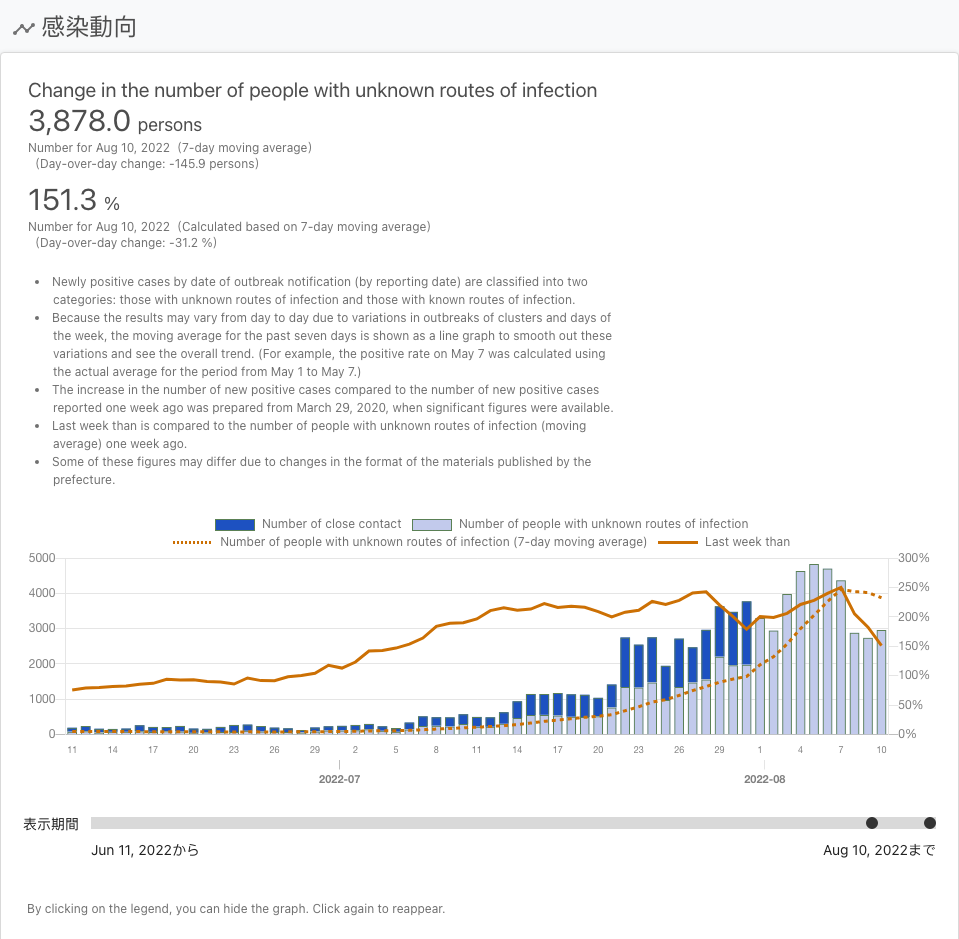 感染動向
Change in the number of people with unknown routes of infection
3,878.0 persons
Number for Aug 10, 2022 (7-day moving average)
(Day-over-day change: -145.9 persons)
151.3 %
Number for Aug 10, 2022 (Calculated based on 7-day moving average)
(Day-over-day change: -31.2 %)
• Newly positive cases by date of outbreak notification (by reporting date) are classified into two
categories: those with unknown routes of infection and those with known routes of infection.
• Because the results may vary from day to day due to variations in outbreaks of clusters and days of
the week, the moving average for the past seven days is shown as a line graph to smooth out these
variations and see the overall trend. (For example, the positive rate on May 7 was calculated using
the actual average for the period from May 1 to May 7.)
• The increase in the number of new positive cases compared to the number of new positive cases
reported one week ago was prepared from March 29, 2020, when significant figures were available.
• Last week than is compared to the number of people with unknown routes of infection (moving
average) one week ago.
• Some of these figures may differ due to changes in the format of the materials published by the
prefecture.
Number of close contact Number of people with unknown routes of infection
Number of people with unknown routes of infection (7-day moving average) Last week than
5000 300%
250%
4000
200%
3000
150%
2000
100%
1000
50%
0 0%
11 14 17 20 23 26 29 2 5 8 11 14 17 20 23 26 29 1 4 7 10
2022-07 2022-08
表示期間
Jun 11, 2022から Aug 10, 2022まで
By clicking on the legend, you can hide the graph. Click again to reappear.